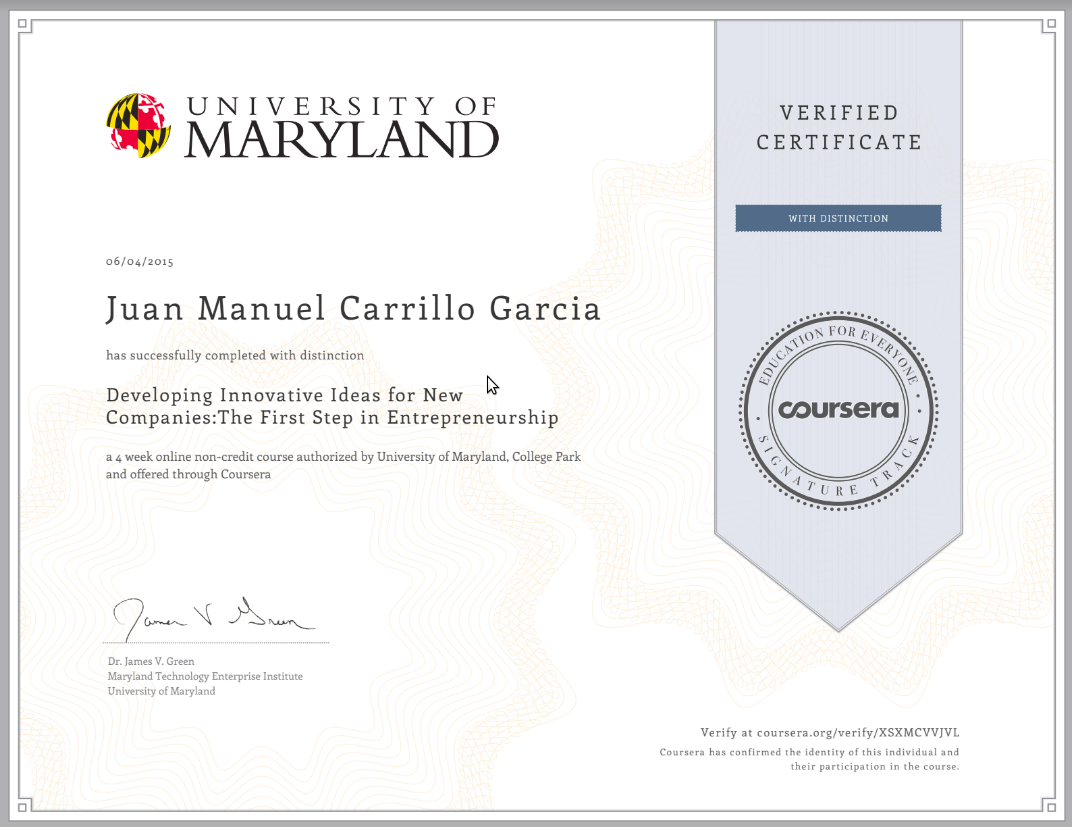 UNIVERSITY OF
MARYLAND
VERIFIED
CERTIFICATE
WITH DISTINCTION
06/04/2015
Juan Manuel Carrillo Garcia
has successfully completed with distinction
Developing Innovative Ideas for New
Companies:The First Step in Entrepreneurship
a 4 week online non-credit course authorized by University of Maryland, College Park
and offered through Coursera
EDUCATION FOR EVERYONE
coursera
SIGNATURE TRACK
James V Green
Dr. James V. Green
Maryland Technology Enterprise Institute
University of Maryland
Verify at coursera.org/verify/XSXMCVVJVL
Coursera has confirmed the identity of this individual and
their participation in the course.